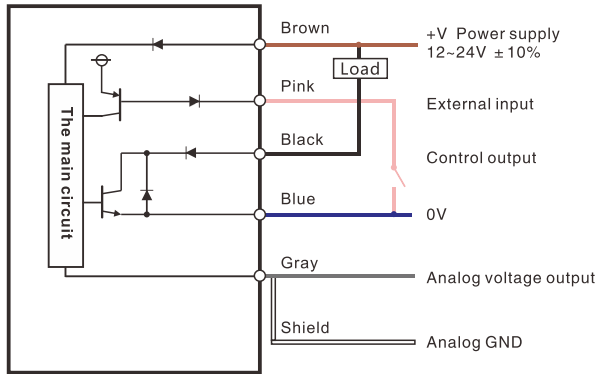 Brown
+V Power supply
12~24V ±10%
Load
Pink
External input
The main circuit
Black
Control output
Blue
0V
Gray
Analog voltage output
Shield
Analog GND